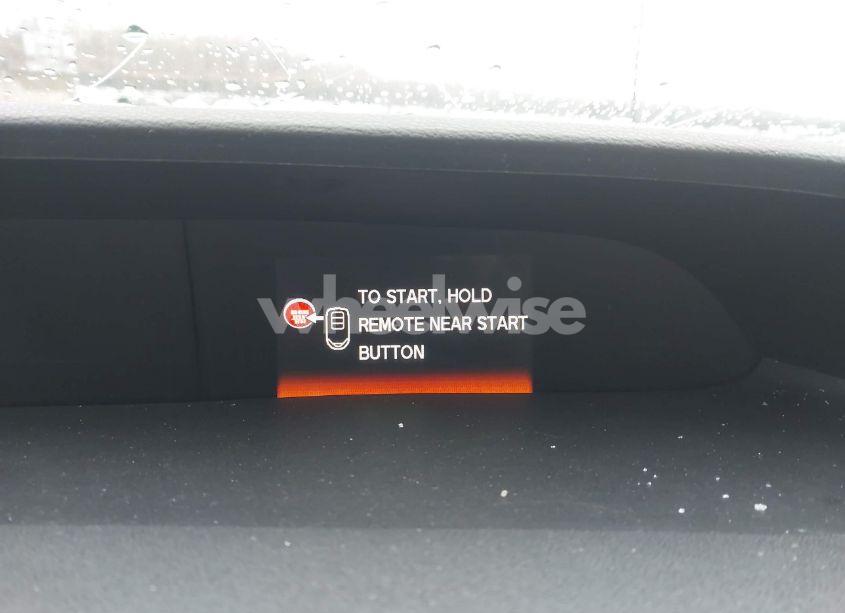 TO START, HOLD
REMOTE NEAR START
BUTTON
wheelwise